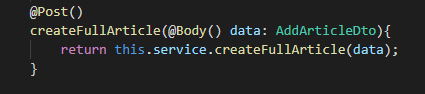 @Post()
createFullArticle(@Body() data: AddArticleDto){
return this.service.createFullArticle(data);
}